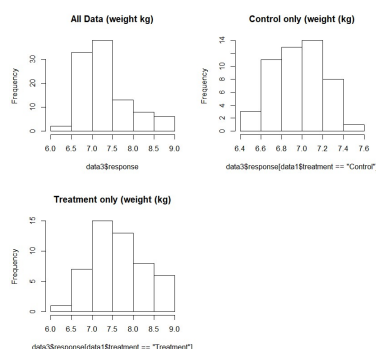 All Data (weight kg)
Frequency
0 10 20 30
6.0 6.5 7.0 7.5 8.0 8.5 9.0
data3$response
Control only (weight (kg)
Frequency
0 2 4 6 8 10 14
6.4 6.6 6.8 7.0 7.2 7.4 7.6
data3$response[data1$treatment == "Control"
Treatment only (weight (kg)
Frequency
0 5 10 15
6.0 6.5 7.0 7.5 8.0 8.5 9.0
data3$response[data1$treatment == "Treatment"]